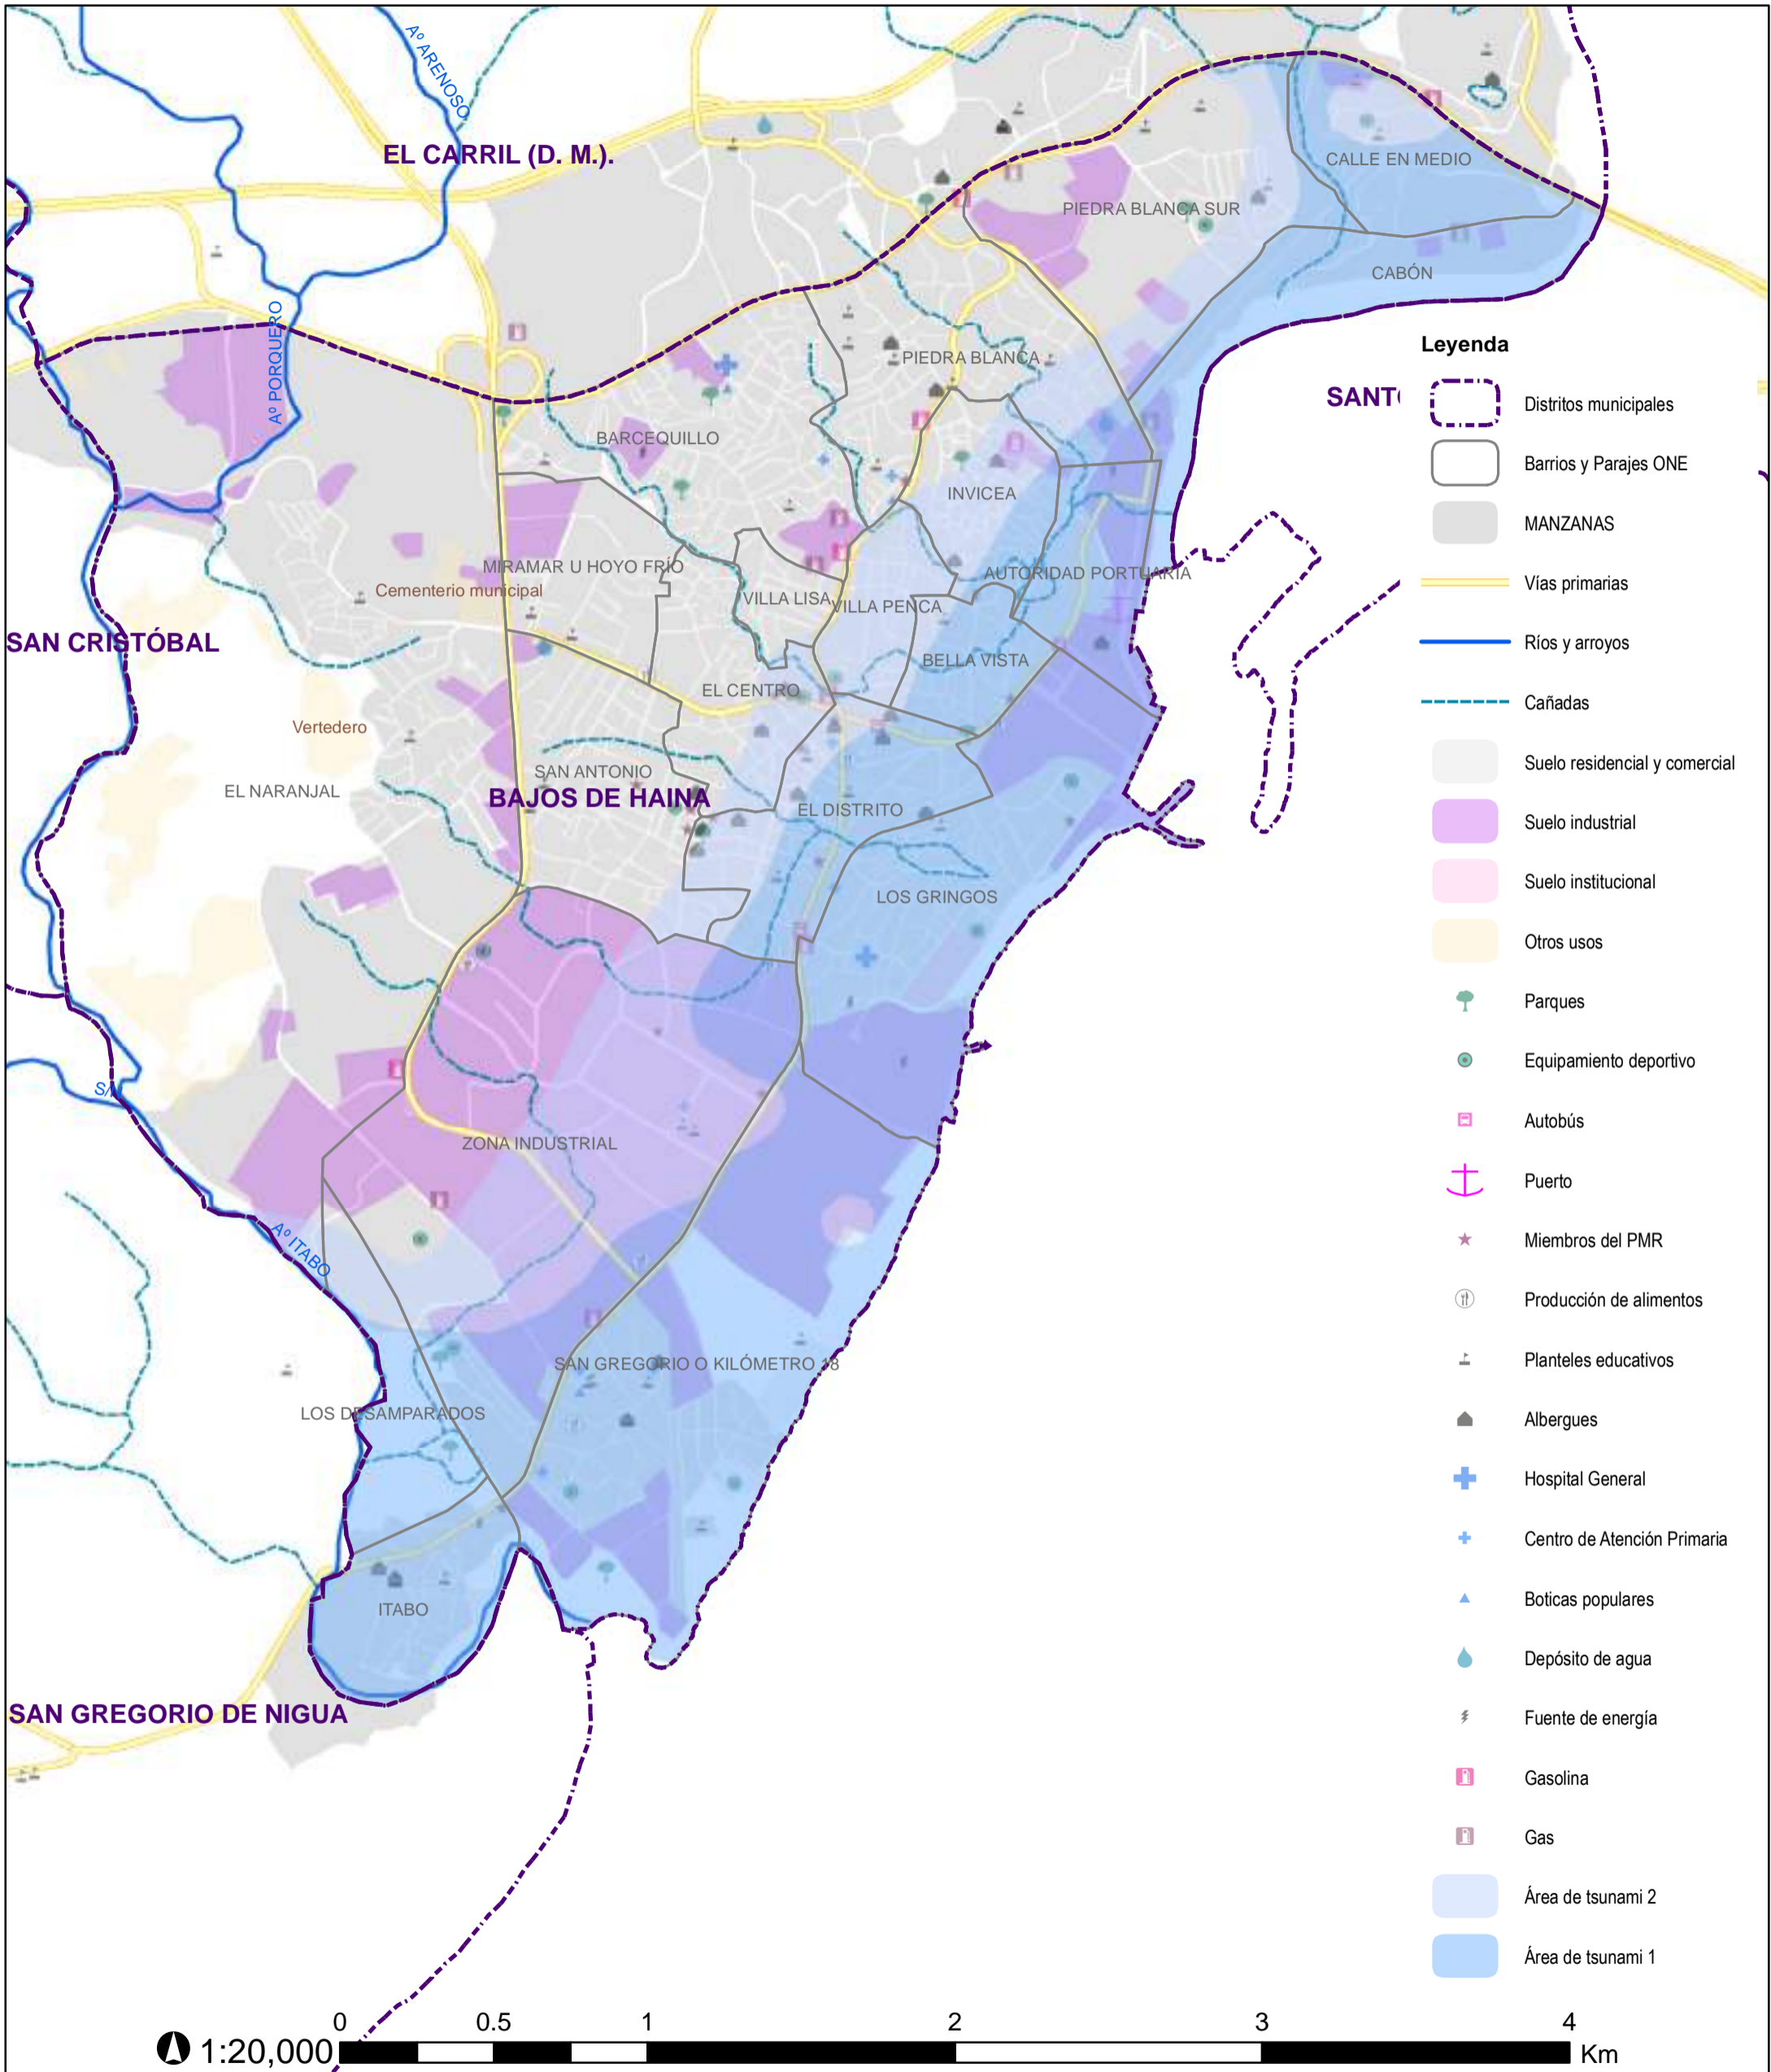 Aº ARENOSO
EL CARRIL (D. M.).
CALLE EN MEDIO
PIEDRA BLANCA SUR
CABÓN
Aº PORQUERO
PIEDRA BLANCA
BARCEQUILLO
INVICEA
MIRAMAR U HOYO FRÍO
AUTORIDAD PORTUARIA
Cementerio municipal
VILLA LISA
VILLA PENCA
SAN CRISTÓBAL
BELLA VISTA
EL CENTRO
Vertedero
SAN ANTONIO
EL NARANJAL
BAJOS DE HAINA
EL DISTRITO
LOS GRINGOS
S/N
ZONA INDUSTRIAL
Aº ITABO
SAN GREGORIO O KILÓMETRO 18
LOS DESAMPARADOS
ITABO
SAN GREGORIO DE NIGUA
Leyenda
Distritos municipales
Barrios y Parajes ONE
MANZANAS
Vías primarias
Ríos y arroyos
Cañadas
Suelo residencial y comercial
Suelo industrial
Suelo institucional
Otros usos
Parques
Equipamiento deportivo
Autobús
Puerto
Miembros del PMR
Producción de alimentos
Planteles educativos
Albergues
Hospital General
Centro de Atención Primaria
Boticas populares
Depósito de agua
Fuente de energía
Gasolina
Gas
Área de tsunami 2
Área de tsunami 1
0 0.5 1 2 3 4
1:20,000 Km